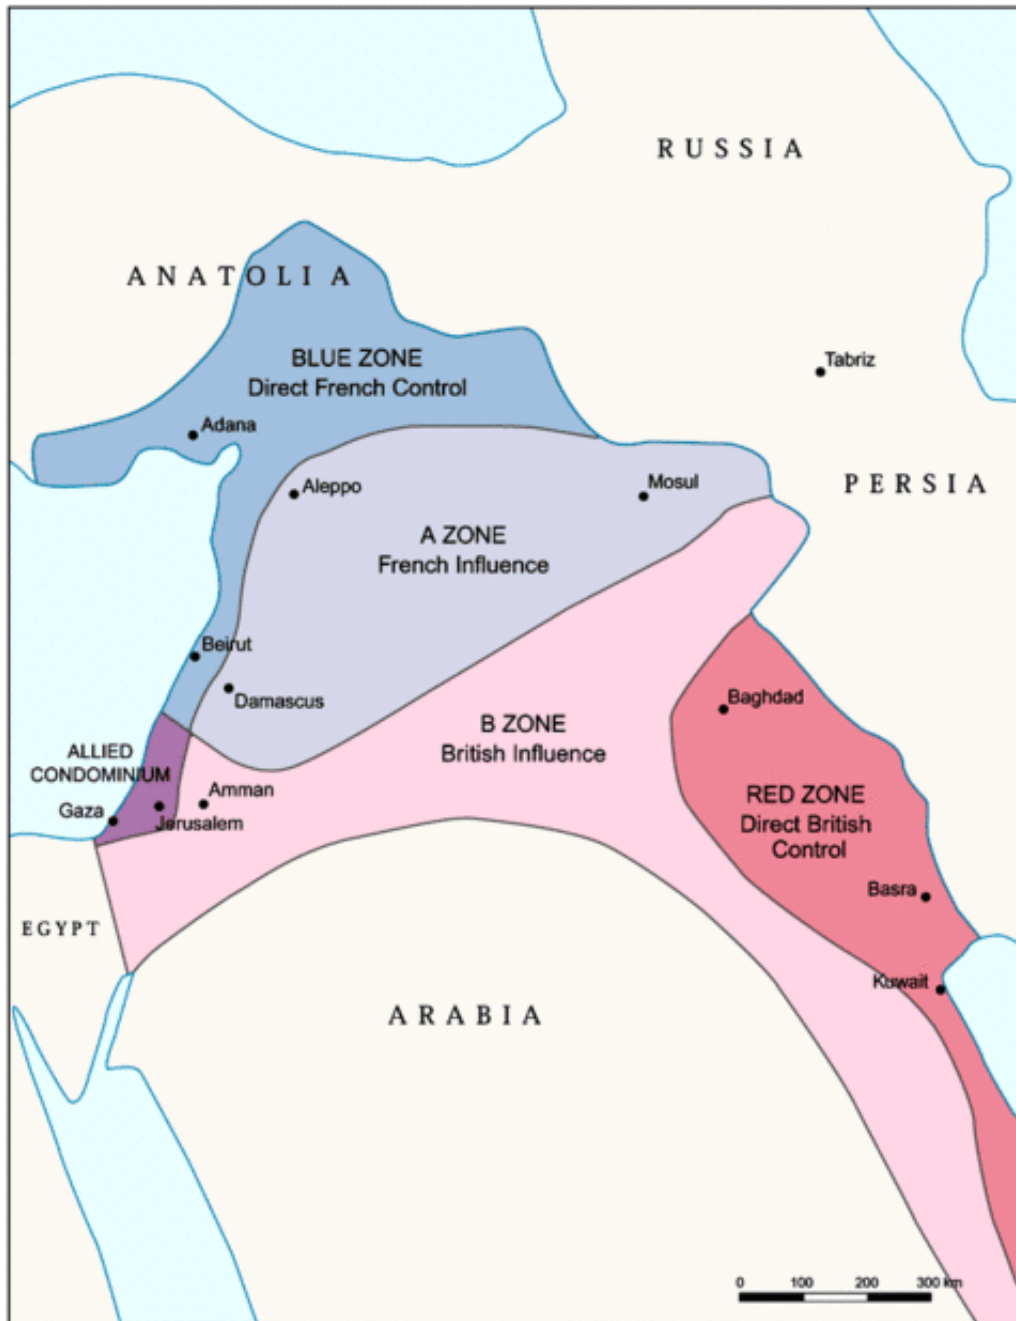 RUSSIA
ANATOLIA
BLUE ZONE
Direct French Control
Tabriz
Adana
Aleppo
Mosul
PERSIA
A ZONE
French Influence
Beirut
Damascus
Baghdad
B ZONE
British Influence
ALLIED
CONDOMINIUM
Amman
Gaza
Jerusalem
RED ZONE
Direct British
Control
Basra
EGYPT
Kuwait
ARABIA
0 100 200 300 km